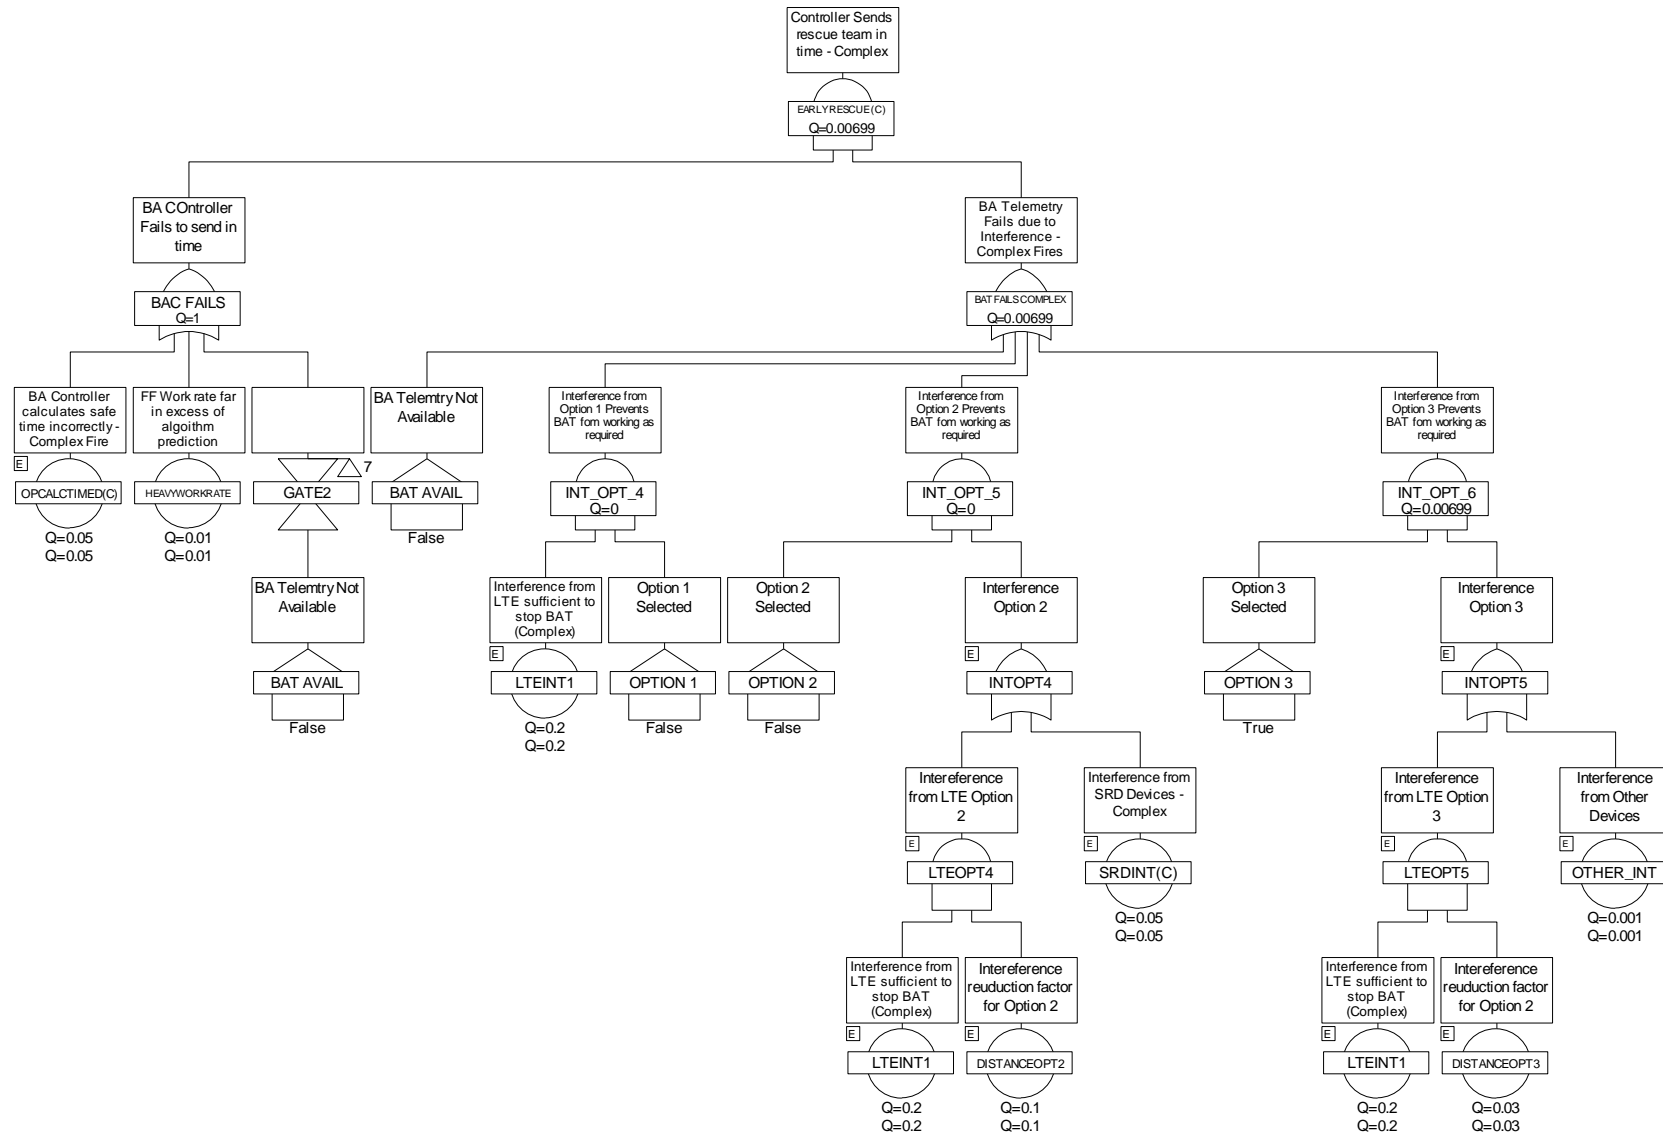 Controller Sends
rescue team in
time - Complex
EARLYRESCUE(C)
Q=0.00699
BA COntroller
Fails to send in
time
BAC FAILS
Q=1
BA Telemetry
Fails due to
Interference -
Complex Fires
BAT FAILS COMPLEX
Q=0.00699
BA Controller
calculates safe
time incorrectly -
Complex Fire
E
OPCALCTIMED(C)
Q=0.05
Q=0.05
FF Work rate far
in excess of
algoithm
prediction
HEAVYWORKRATE
Q=0.01
Q=0.01
7
GATE2
BA Telemtry Not
Available
BAT AVAIL
False
BA Telemtry Not
Available
BAT AVAIL
False
Interference from
Option 1 Prevents
BAT fom working as
required
INT_OPT_4
Q=0
Interference from
LTE sufficient to
stop BAT
(Complex)
E
LTEINT1
Q=0.2
Q=0.2
Option 1
Selected
OPTION 1
False
Interference from
Option 2 Prevents
BAT fom working as
required
INT_OPT_5
Q=0
Option 2
Selected
OPTION 2
False
Interference
Option 2
E
INTOPT4
Intereference
from LTE Option
2
E
LTEOPT4
Interference from
LTE sufficient to
stop BAT
(Complex)
E
LTEINT1
Q=0.2
Q=0.2
Intereference
reuduction factor
for Option 2
E
DISTANCEOPT2
Q=0.1
Q=0.1
Interference from
SRD Devices -
Complex
E
SRDINT(C)
Q=0.05
Q=0.05
Interference from
Option 3 Prevents
BAT fom working as
required
INT_OPT_6
Q=0.00699
Option 3
Selected
OPTION 3
True
Interference
Option 3
E
INTOPT5
Intereference
from LTE Option
3
E
LTEOPT5
Interference from
LTE sufficient to
stop BAT
(Complex)
E
LTEINT1
Q=0.2
Q=0.2
Intereference
reuduction factor
for Option 2
E
DISTANCEOPT3
Q=0.03
Q=0.03
Interference
from Other
Devices
E
OTHER_INT
Q=0.001
Q=0.001